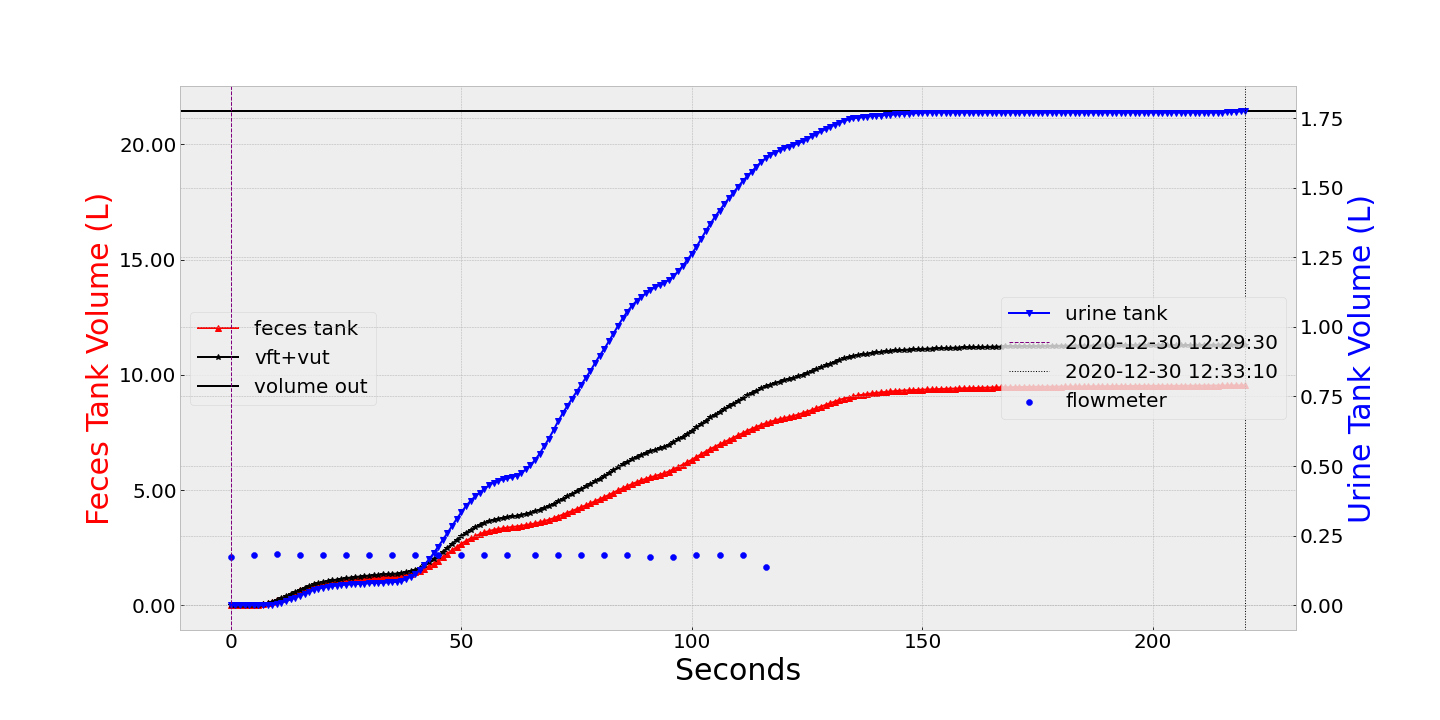 Feces Tank Volume (L)
20.00
15.00
10.00
5.00
0.00
feces tank
vft+vut
volume out
urine tank
2020-12-30 12:29:30
2020-12-30 12:33:10
flowmeter
1.75
1.50
1.25
1.00
0.75
0.50
0.25
0.00
Urine Tank Volume (L)
0 50 100 150 200
Seconds